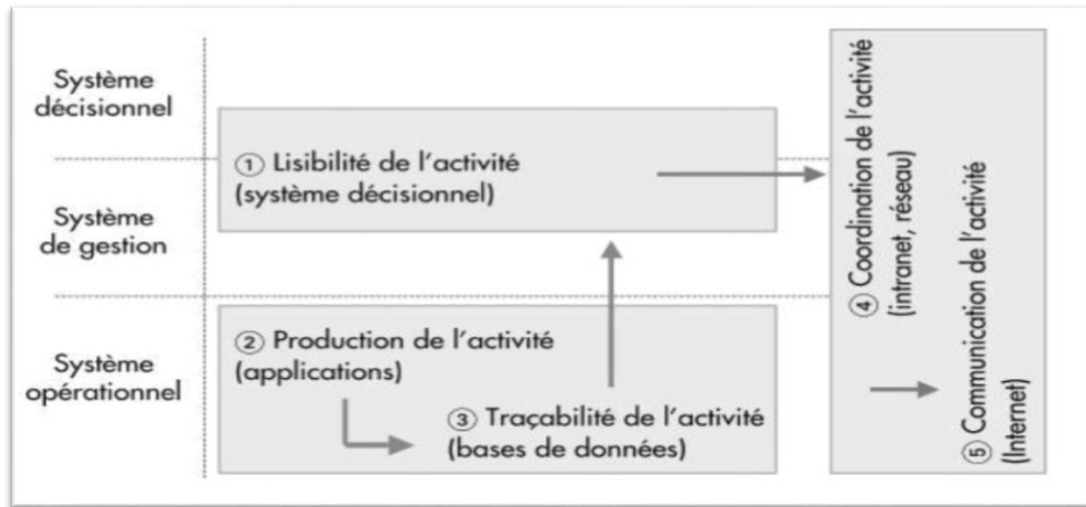 Système
décisionnel
① Lisibilité de l'activité
(système décisionnel)
Système
de gestion
② Production de l'activité
(applications)
Système
opérationnel
③ Traçabilité de l'activité
(bases de données)
④ Coordination de l'activité
(intranet, réseau)
⑤ Communication de l'activité
(Internet)